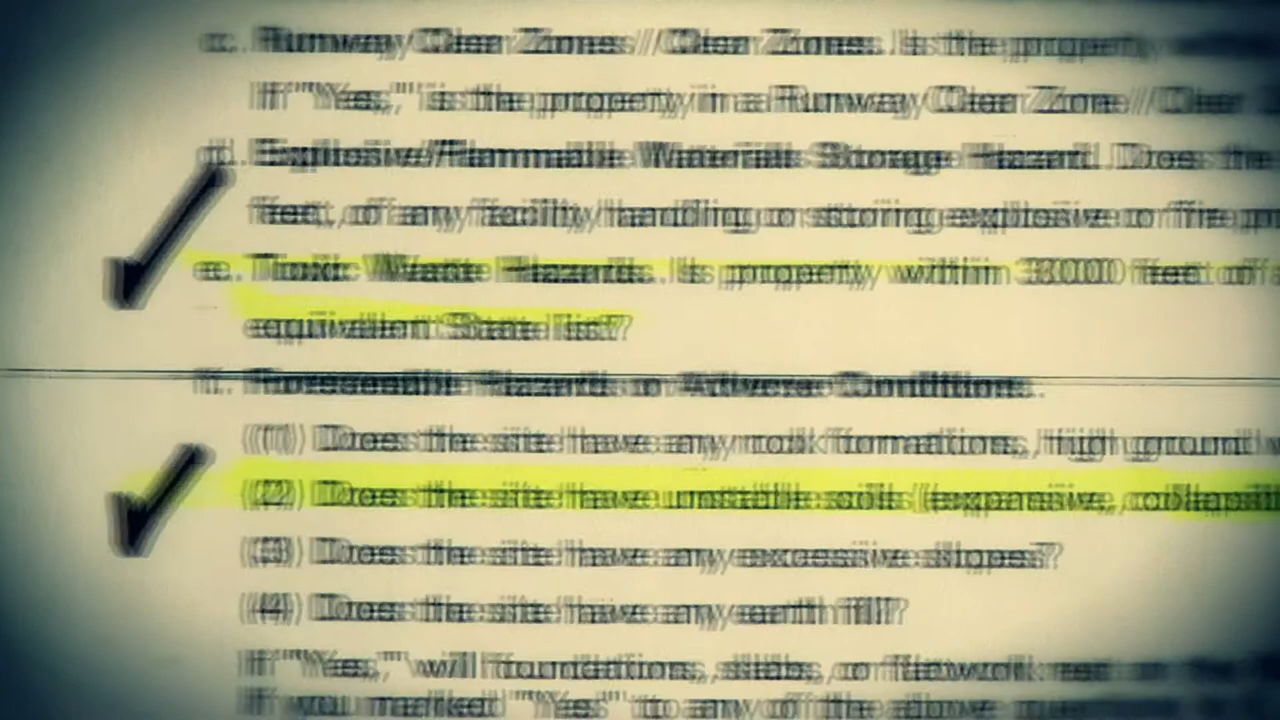 c. Runway Clear Zones / Clear Zones. Is the property
If "Yes," is the property in a Runway Clear Zone / Clear
d. Explosive/Flammable Materials Storage Hazard. Does the
feet, of any facility handling or storing explosive or fire
e. Toxic Waste Hazards. Is property within 3000 feet of
equivalent State list?
f. Foreseeable Hazards or Adverse Conditions.
(1) Does the site have any rock formations, high ground
(2) Does the site have unstable soils (expansive,
(3) Does the site have any excessive slopes?
(4) Does the site have any earth fill?
If "Yes," will foundations, slabs, or flatwork rest on the
If you marked "Yes" to any of the above